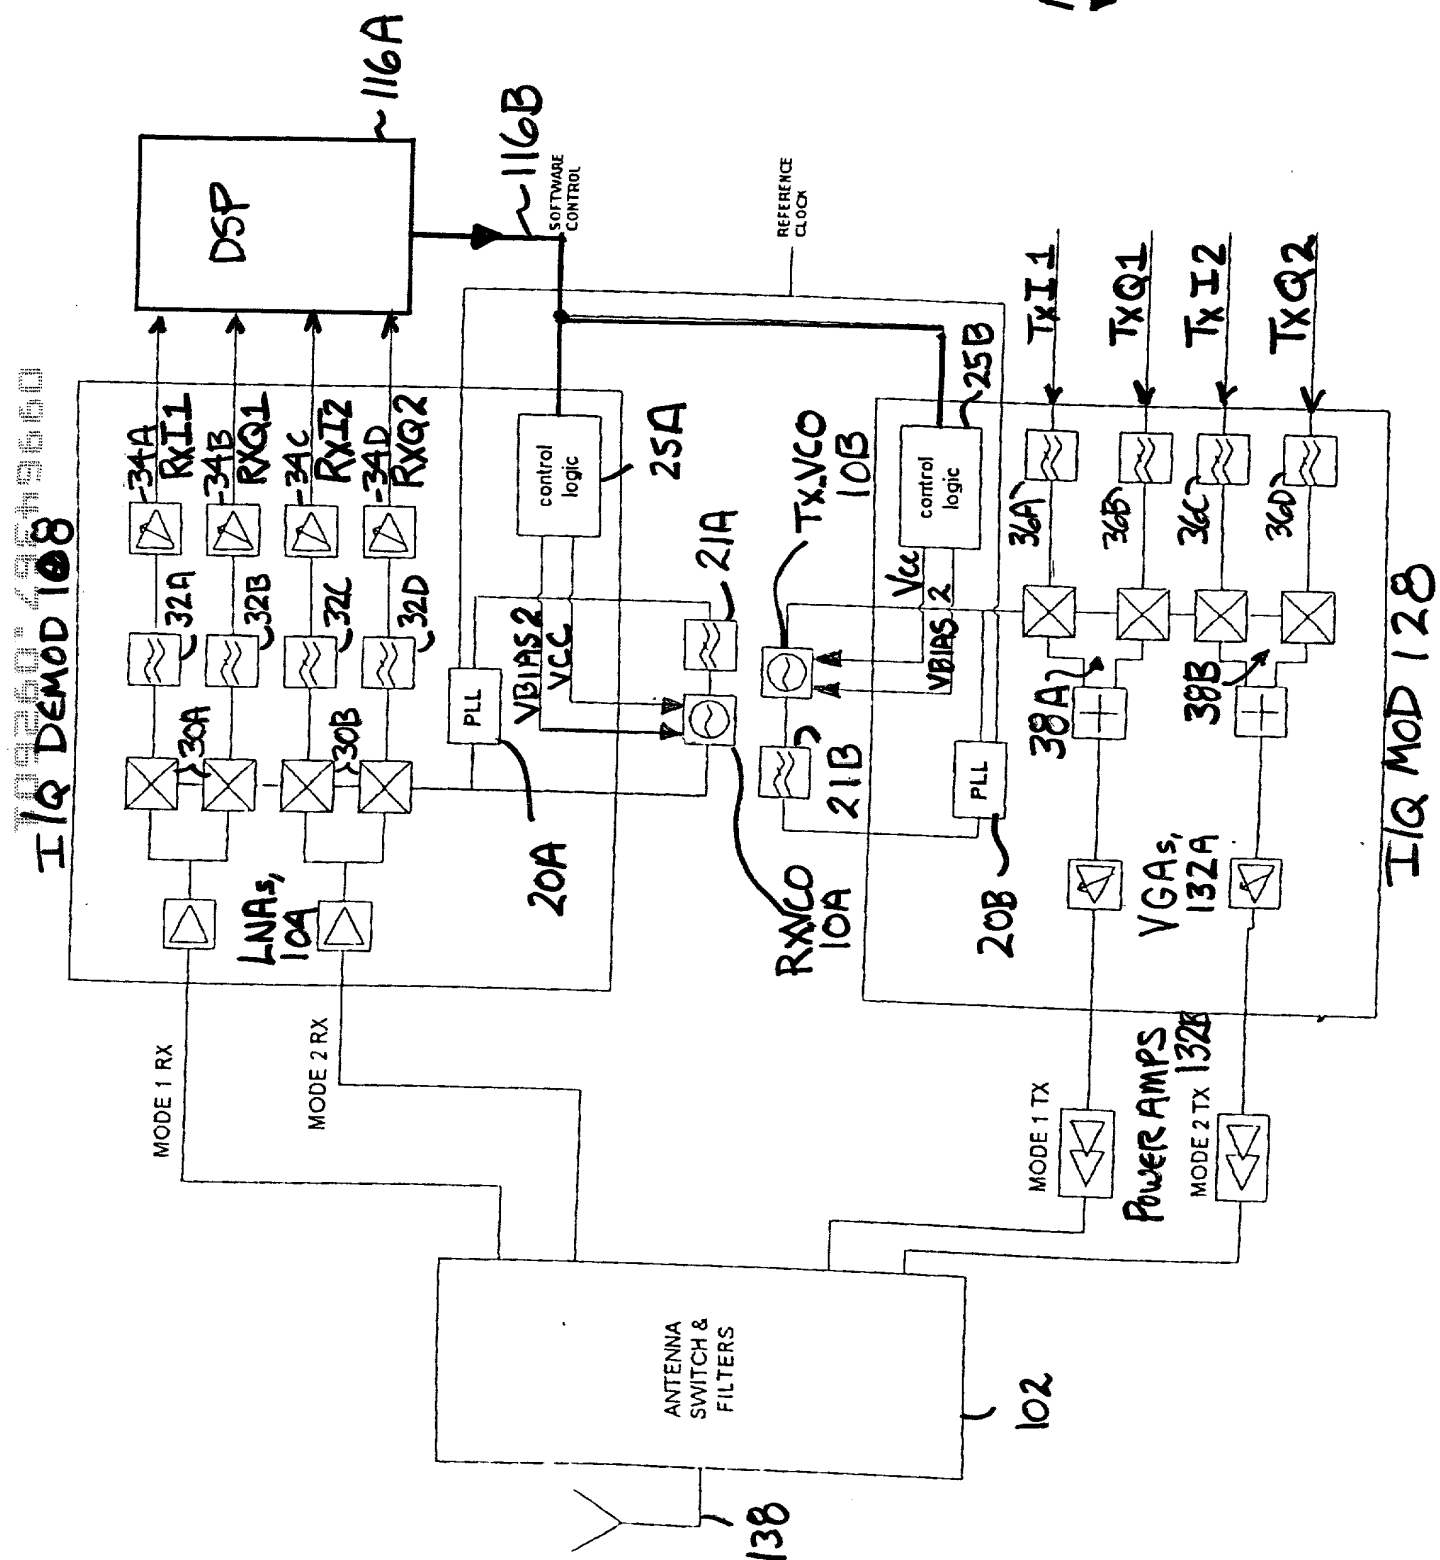 I/Q DEMOD 108
DSP
116A
116B
SOFTWARE
CONTROL
REFERENCE
CLOCK
34A
RxI1
34B
RXQ1
34C
RxI2
34D
RXQ2
32A
32B
32C
32D
30A
30B
LNAs,
104
control
logic
25A
PLL
20A
VBIAS2
VCC
21A
RXVCO
10A
Tx.VCO
10B
21B
control
logic
25B
Vcc
VBIAS 2
PLL
20B
TxI1
TxQ1
TxI2
TxQ2
36A
36B
36C
36D
38A
38B
VGAs,
132A
I/Q MOD 128
MODE 1 RX
MODE 2 RX
MODE 1 TX
POWER AMPS
132B
MODE 2 TX
ANTENNA
SWITCH &
FILTERS
102
138